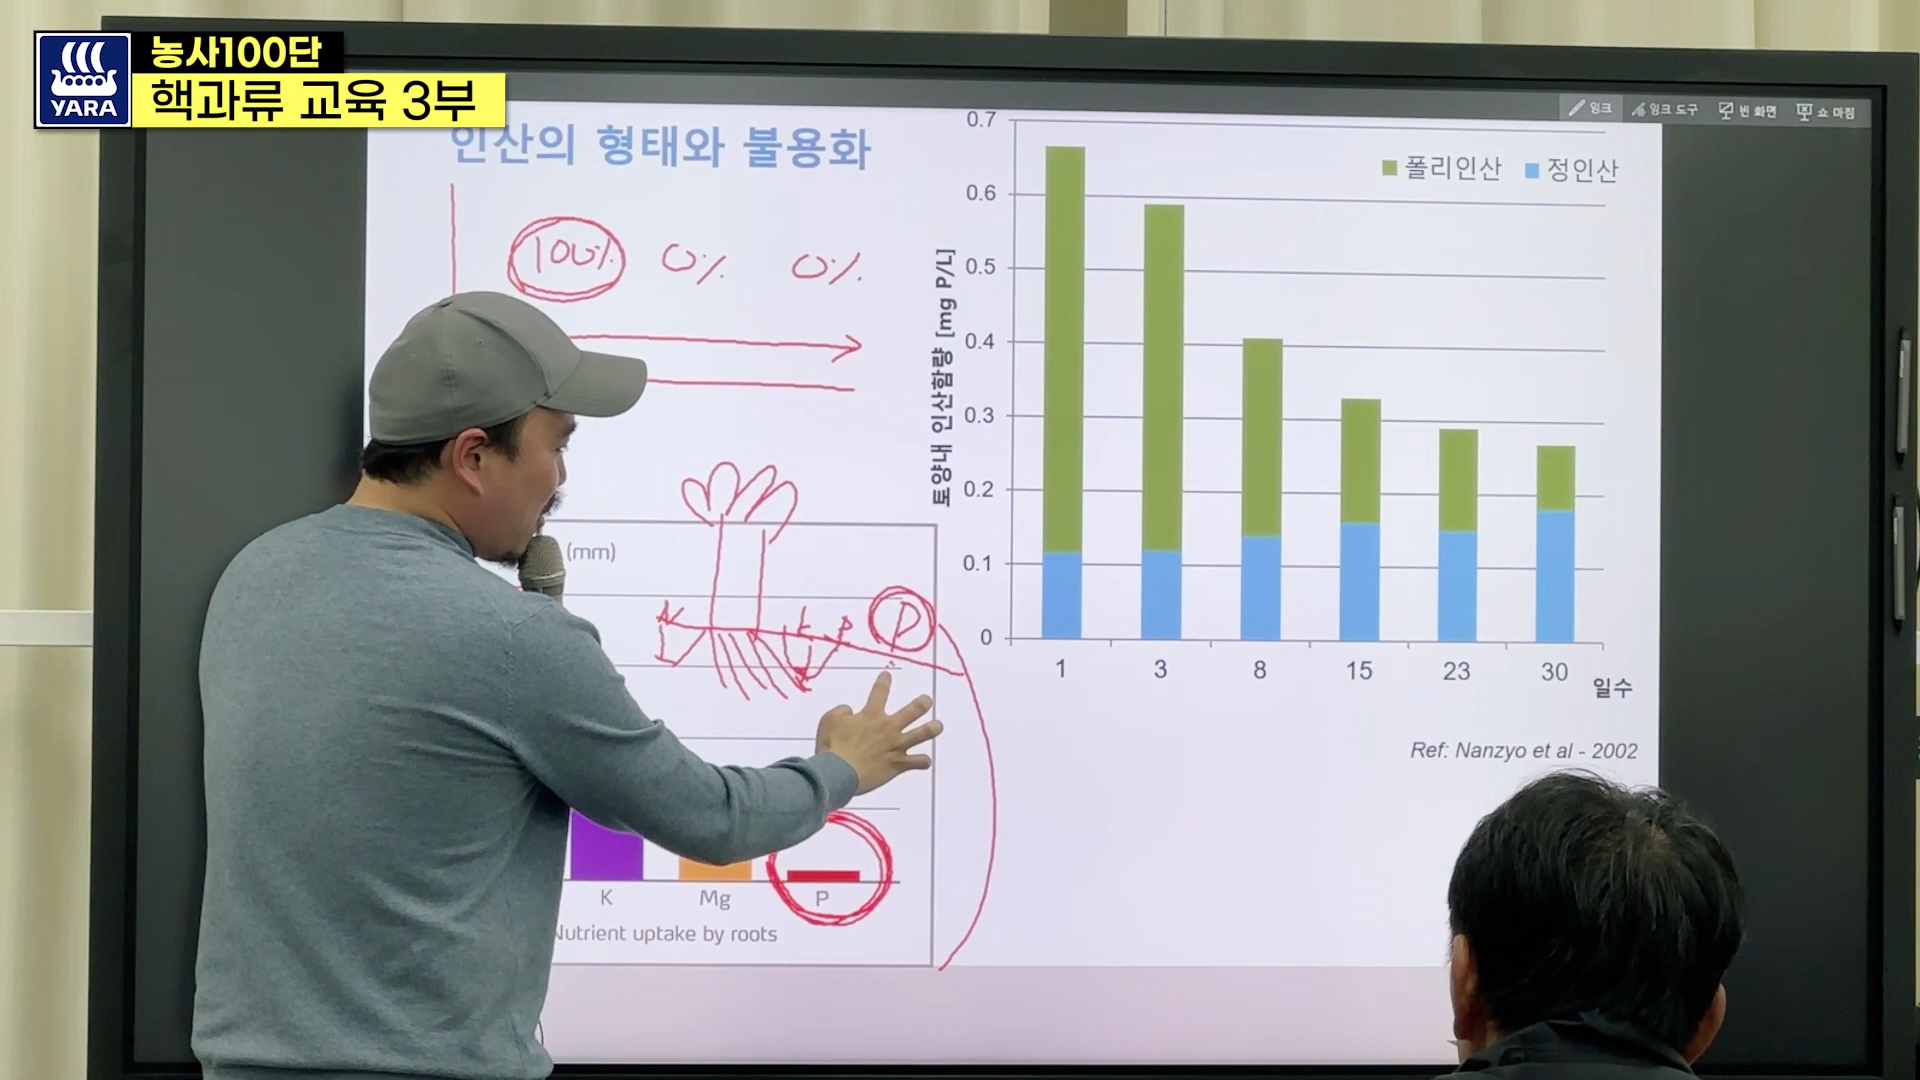 YARA
농사100단
핵과류 교육 3부
잉크
잉크 도구
빈 화면
쇼 마침
인산의 형태와 불용화
100% 0% 0%
(mm)
N K P
P
K Mg P
Nutrient uptake by roots
폴리인산 정인산
토양내 인산함량 [mg P/L]
0.7
0.6
0.5
0.4
0.3
0.2
0.1
0
1 3 8 15 23 30
일수
Ref: Nanzyo et al - 2002